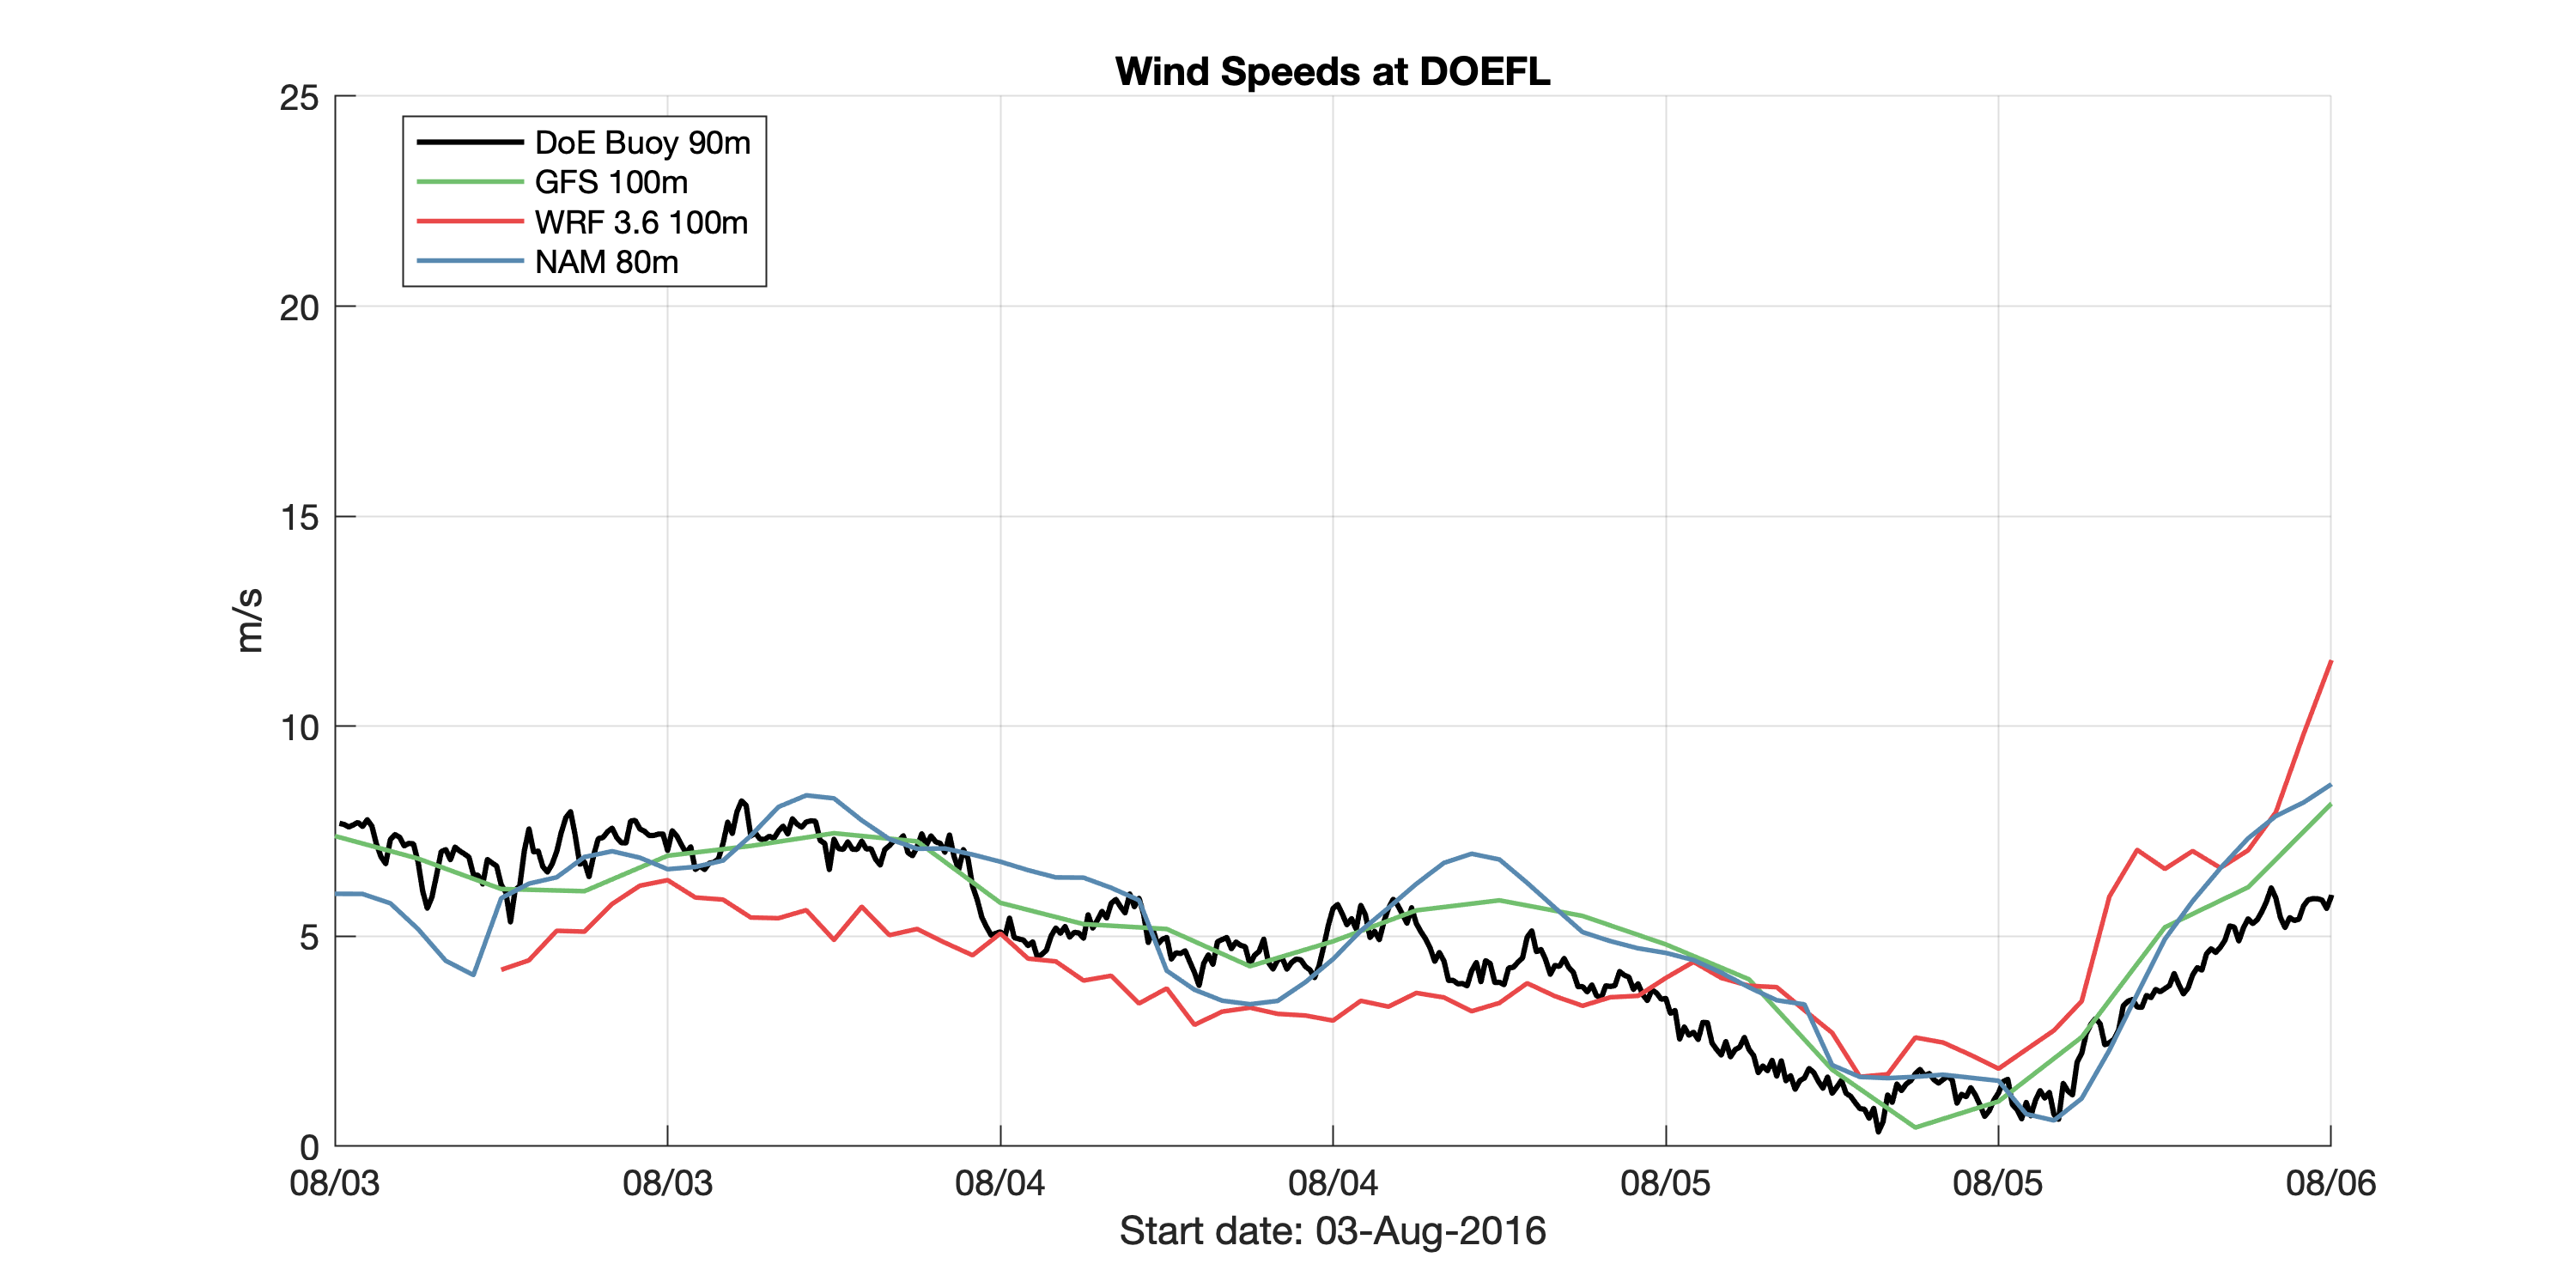 Wind Speeds at DOEFL
25
20
15
10
5
0
m/s
DoE Buoy 90m
GFS 100m
WRF 3.6 100m
NAM 80m
08/03 08/03 08/04 08/04 08/05 08/05 08/06
Start date: 03-Aug-2016